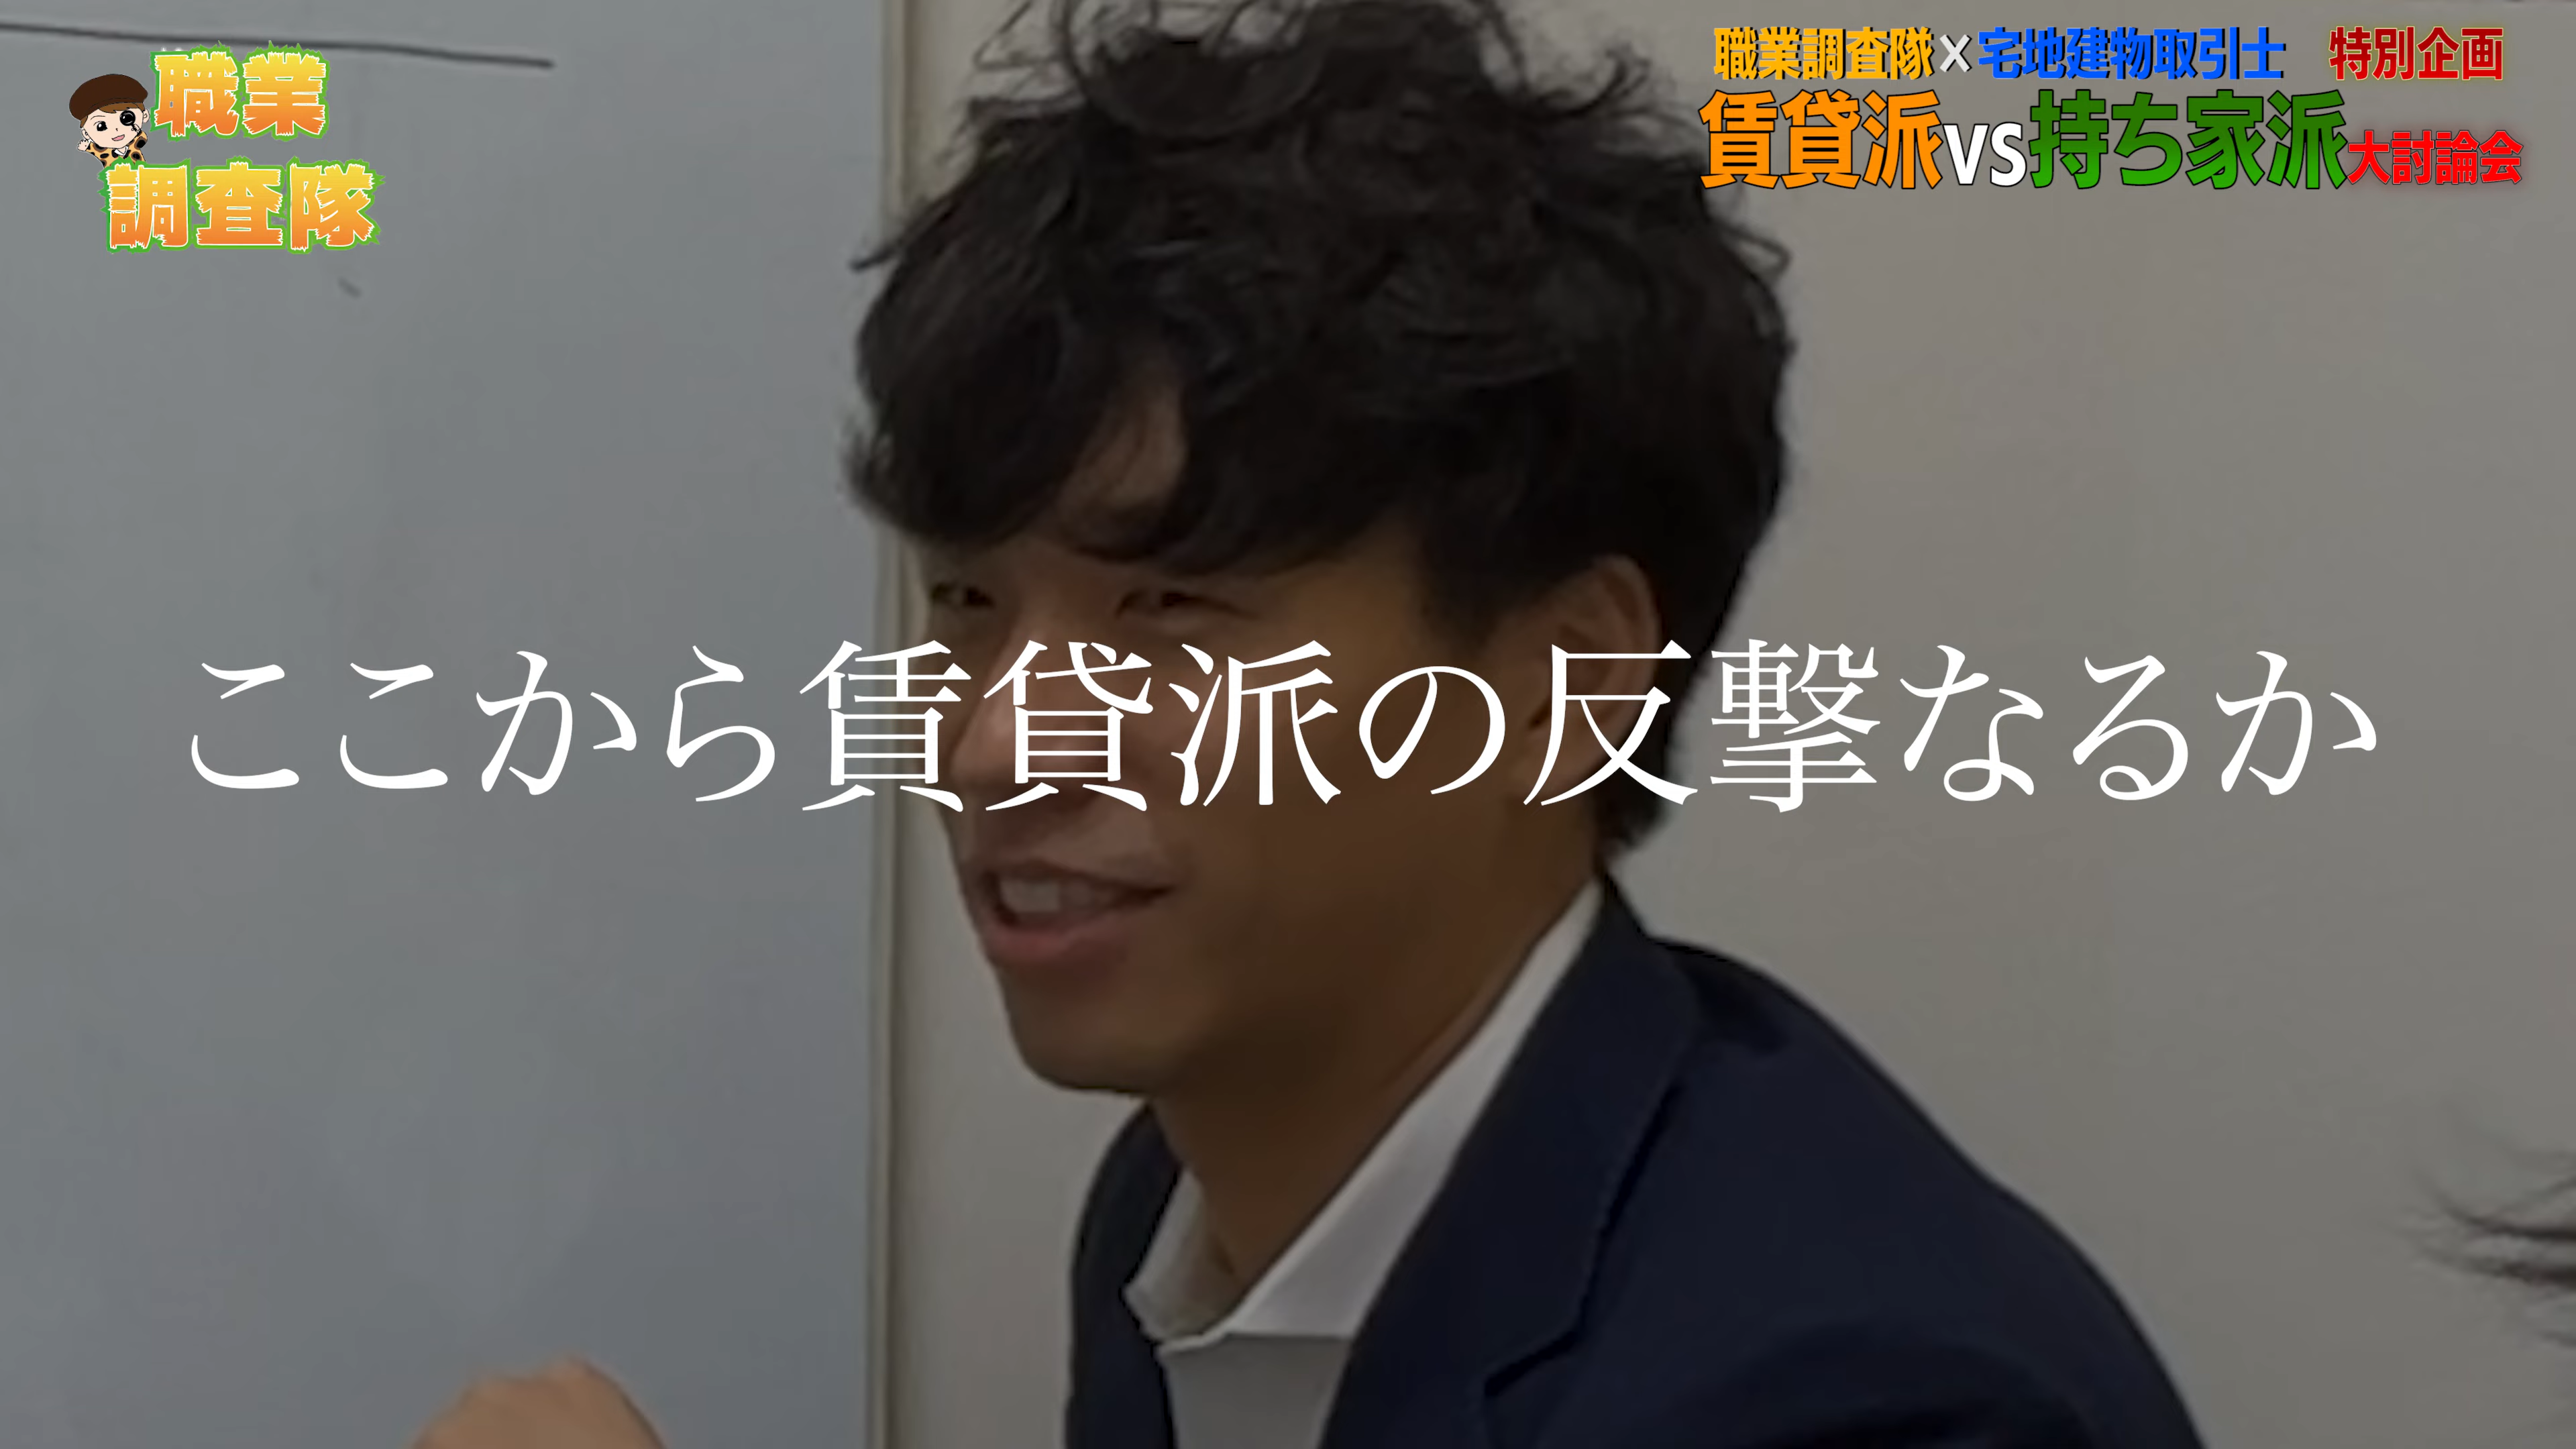 職業
調査隊
職業調査隊×宅地建物取引士 特別企画
賃貸派VS持ち家派大討論会
ここから賃貸派の反撃なるか